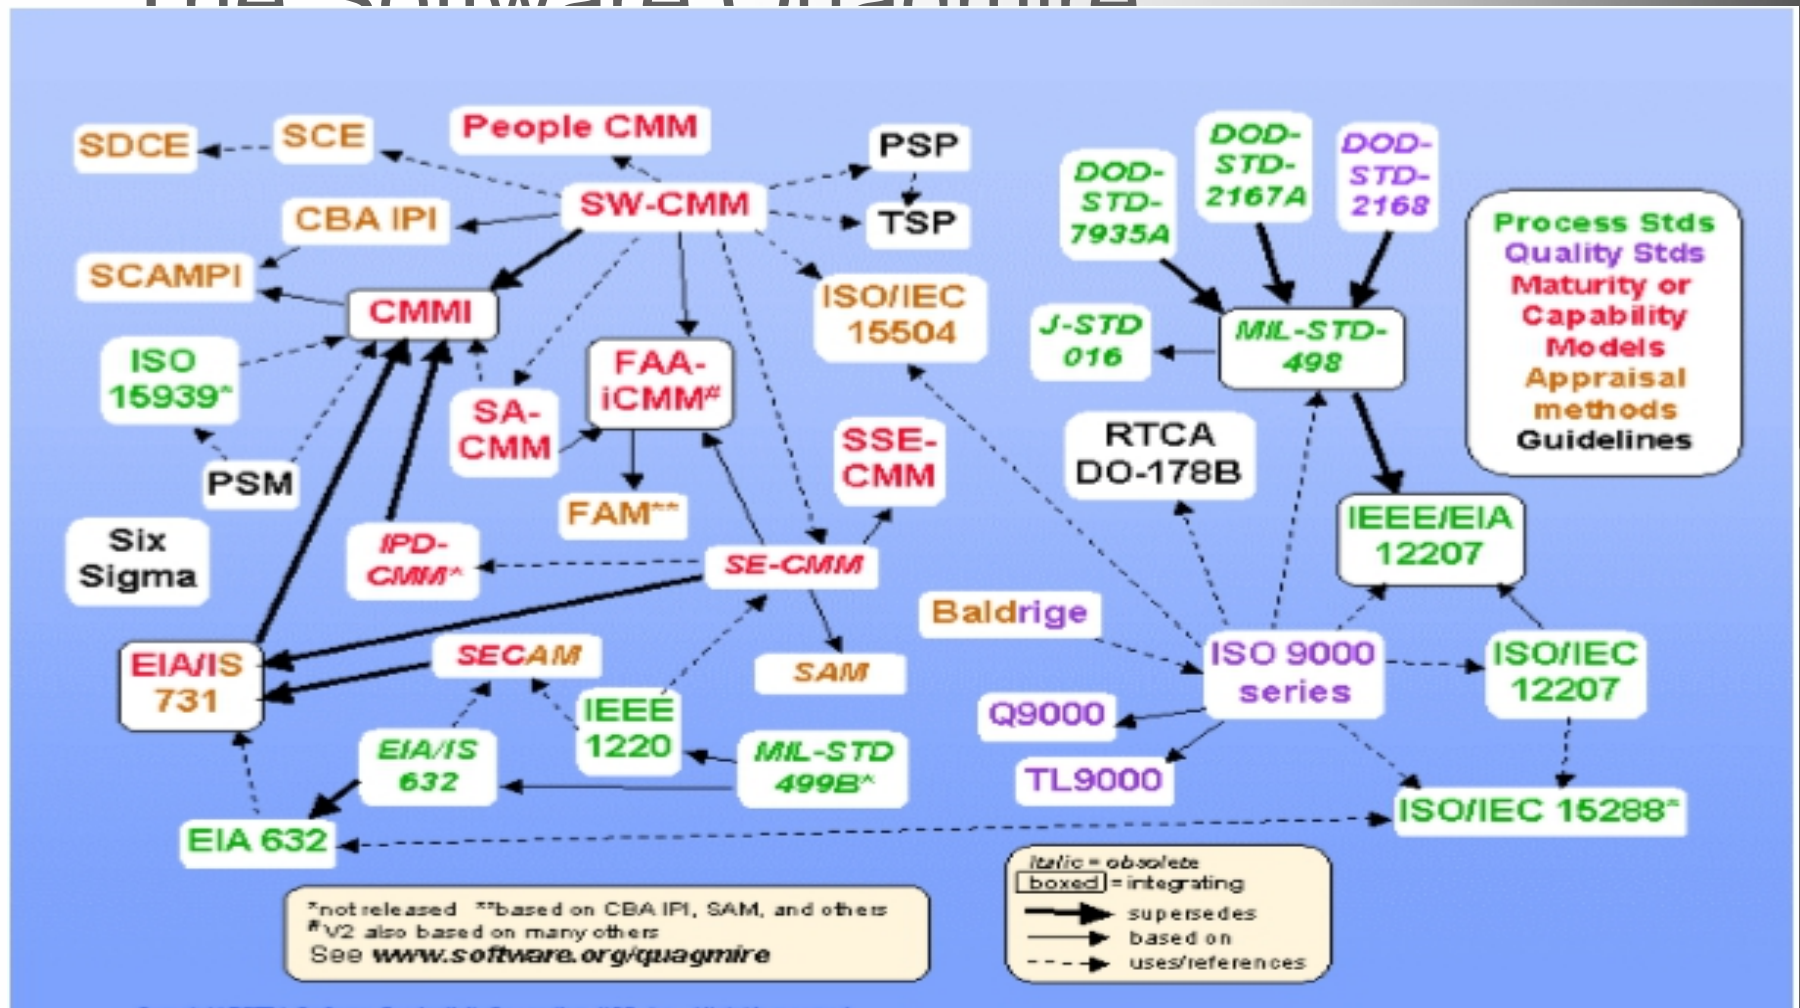 The Software Quagmire
SDCE
SCE
People CMM
PSP
DOD-
STD-
7935A
DOD-
STD-
2167A
DOD-
STD-
2168
SW-CMM
CBA IPI
TSP
Process Stds
Quality Stds
Maturity or
Capability
Models
Appraisal
methods
Guidelines
SCAMPI
CMMI
ISO/IEC
15504
J-STD
016
MIL-STD-
498
ISO
15939*
FAA-
iCMM#
SA-
CMM
SSE-
CMM
RTCA
DO-178B
PSM
FAM**
IEEE/EIA
12207
Six
Sigma
IPD-
CMM*
SE-CMM
Baldrige
EIA/IS
731
SECAM
SAM
ISO 9000
series
ISO/IEC
12207
IEEE
1220
Q9000
EIA/IS
632
MIL-STD
499B*
TL9000
EIA 632
ISO/IEC 15288*
*not released **based on CBA IPI, SAM, and others
#V2 also based on many others
See www.software.org/quagmire
Italic = obsolete
boxed = integrating
supersedes
based on
uses/references